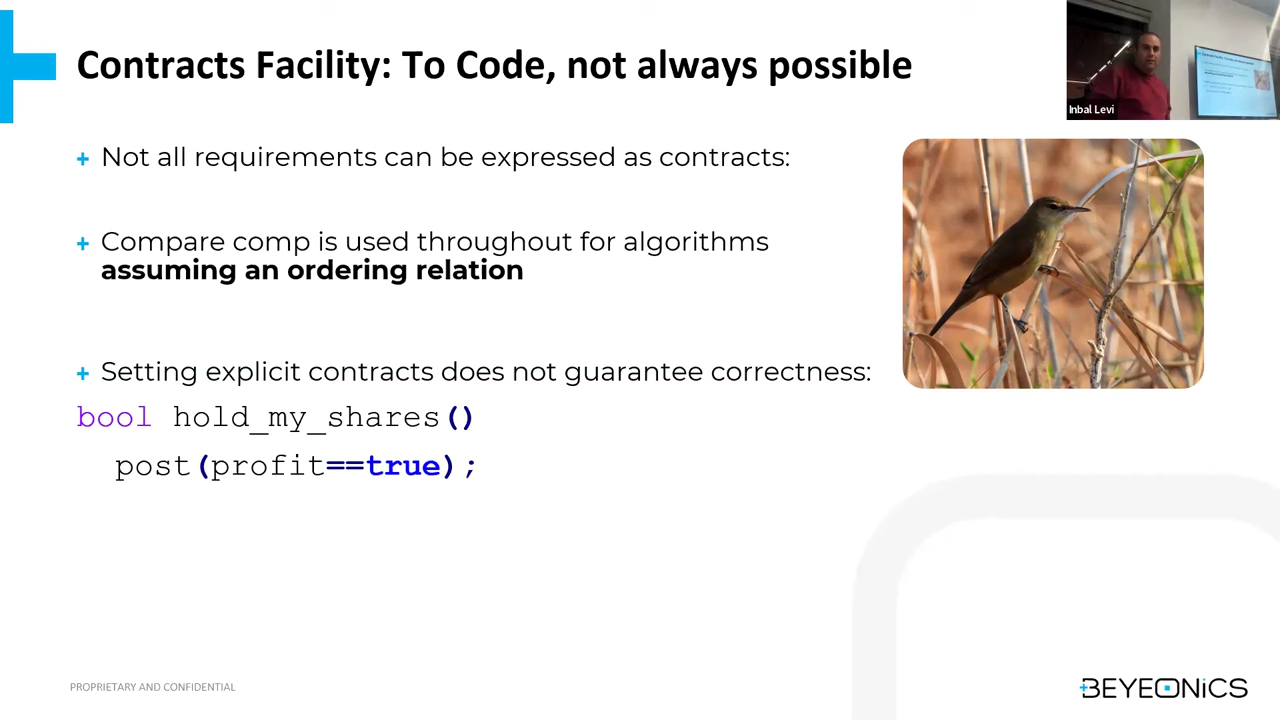 Contracts Facility: To Code, not always possible
Inbal Levi
+ Not all requirements can be expressed as contracts:
+ Compare comp is used throughout for algorithms
assuming an ordering relation
+ Setting explicit contracts does not guarantee correctness:
bool hold_my_shares()
post(profit==true);
PROPRIETARY AND CONFIDENTIAL
BEYEONiCS